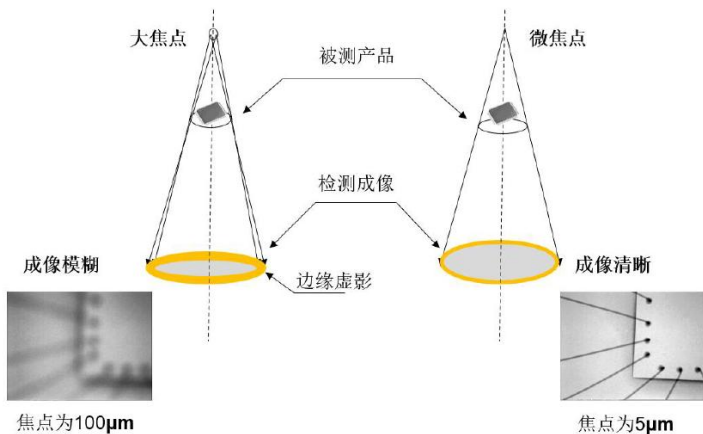 大焦点
微焦点
被测产品
检测成像
成像模糊
成像清晰
边缘虚影
焦点为100μm
焦点为5μm